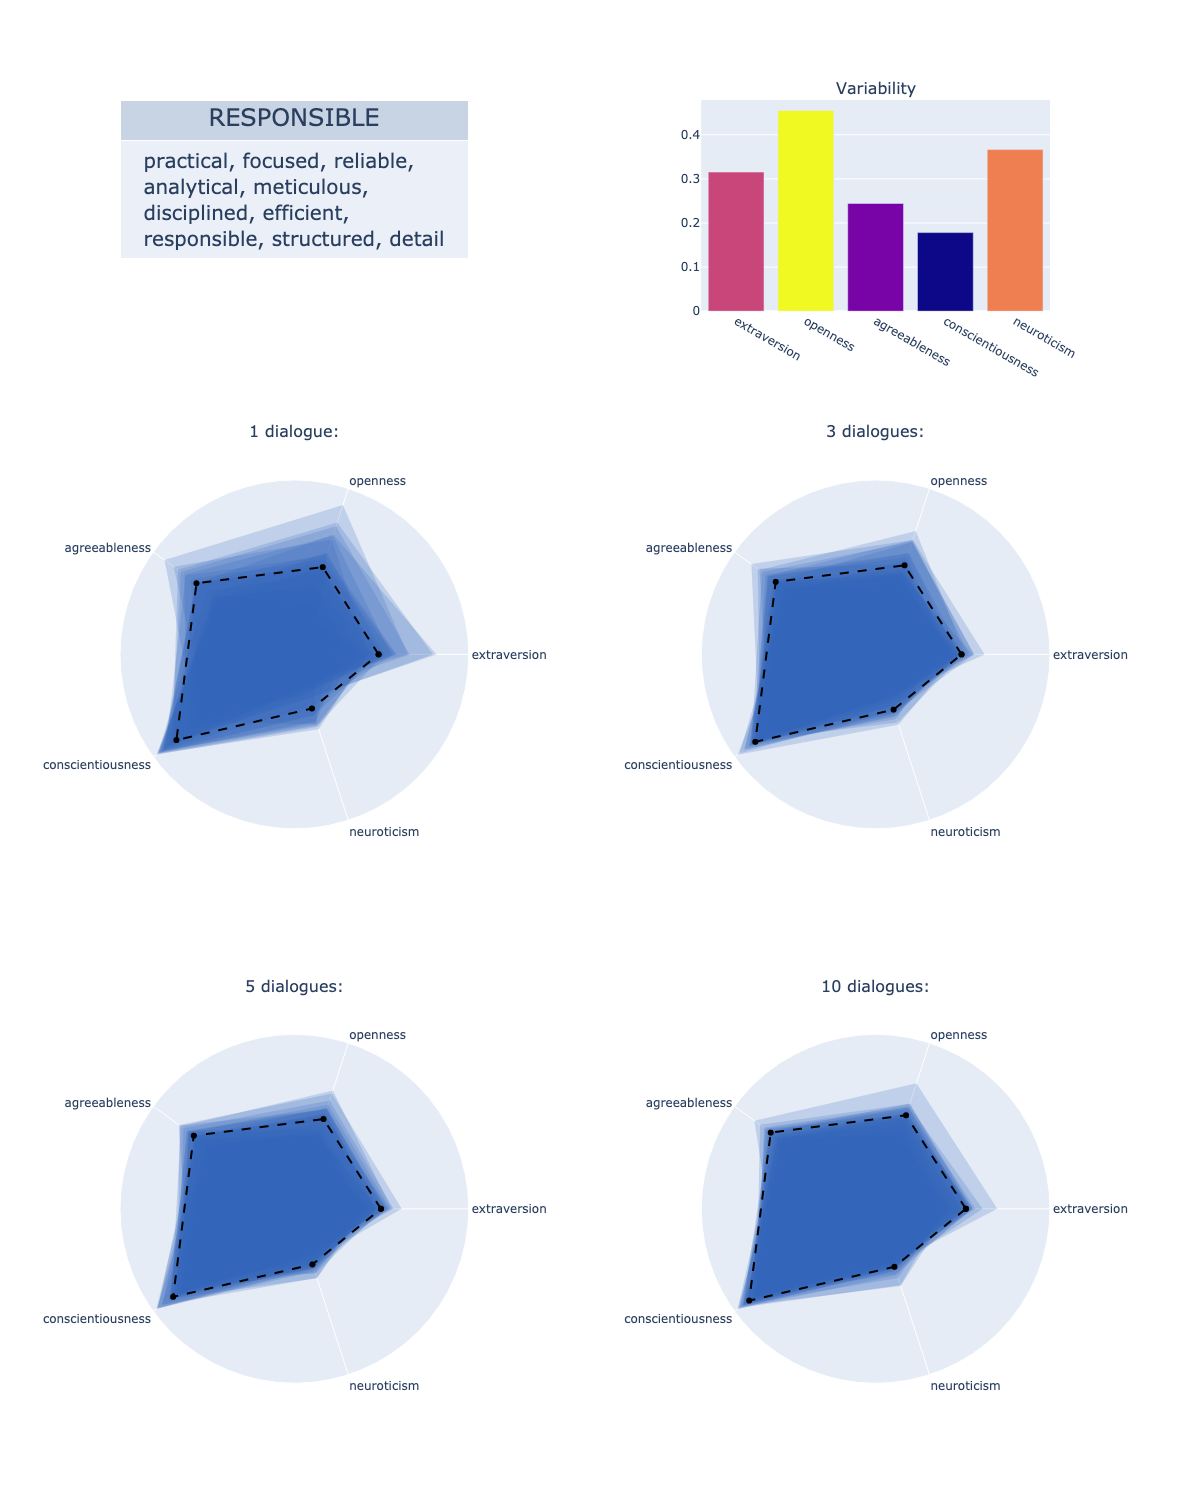 RESPONSIBLE
practical, focused, reliable,
analytical, meticulous,
disciplined, efficient,
responsible, structured, detail
Variability
0.4
0.3
0.2
0.1
0
extraversion
openness
agreeableness
conscientiousness
neuroticism
1 dialogue:
openness
agreeableness
extraversion
conscientiousness
neuroticism
3 dialogues:
openness
agreeableness
extraversion
conscientiousness
neuroticism
5 dialogues:
openness
agreeableness
extraversion
conscientiousness
neuroticism
10 dialogues:
openness
agreeableness
extraversion
conscientiousness
neuroticism